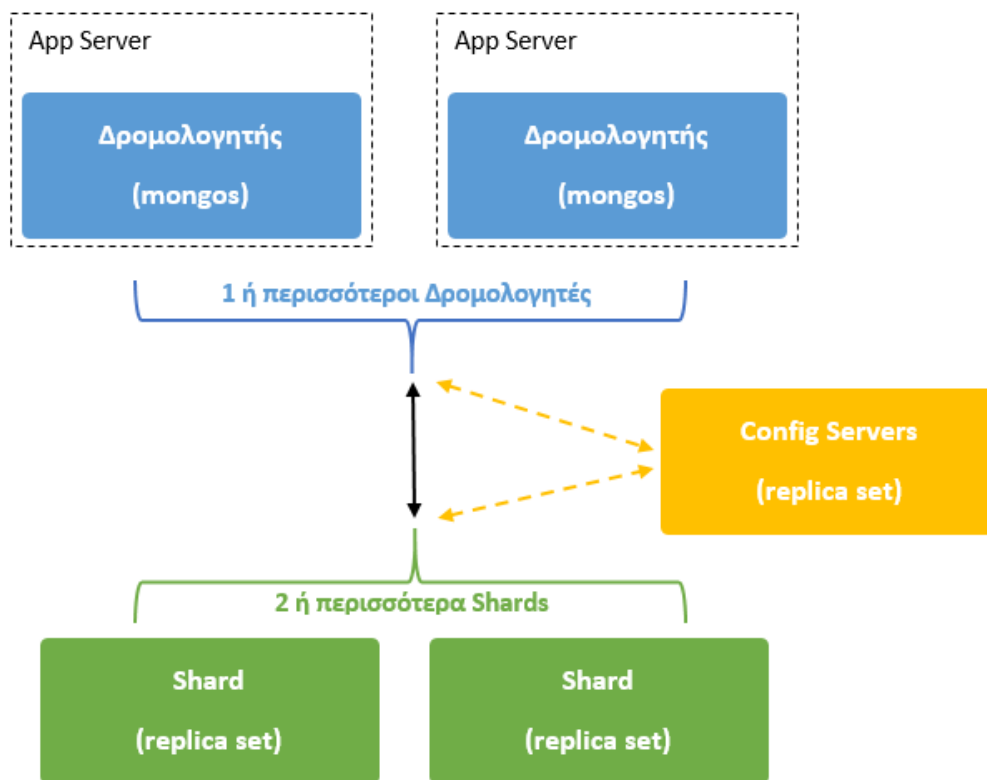 App Server
Δρομολογητής
(mongos)
App Server
Δρομολογητής
(mongos)
1 ή περισσότεροι Δρομολογητές
Config Servers
(replica set)
2 ή περισσότερα Shards
Shard
(replica set)
Shard
(replica set)